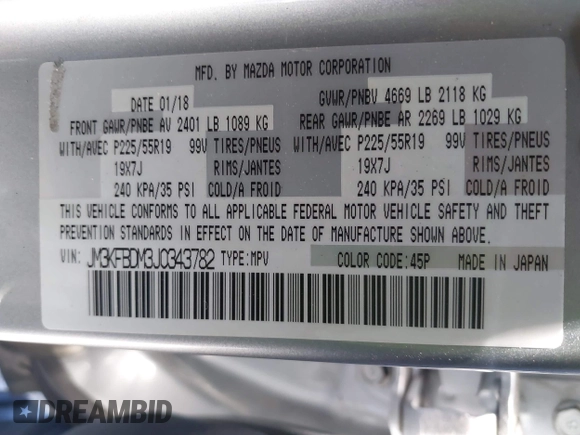 MFD. BY MAZDA MOTOR CORPORATION
DATE 01/18 GVWR/PNBV 4669 LB 2118 KG
FRONT GAWR/PNBE AV 2401 LB 1089 KG REAR GAWR/PNBE AR 2269 LB 1029 KG
WITH/AVEC P225/55R19 99V TIRES/PNEUS WITH/AVEC P225/55R19 99V TIRES/PNEUS
19X7J RIMS/JANTES 19X7J RIMS/JANTES
240 KPA/35 PSI COLD/A FROID 240 KPA/35 PSI COLD/A FROID
THIS VEHICLE CONFORMS TO ALL APPLICABLE FEDERAL MOTOR VEHICLE SAFETY AND THEFT
PREVENTION STANDARDS IN EFFECT ON THE DATE OF MANUFACTURE SHOWN ABOVE.
VIN: JM3KFBDM3J0343782 TYPE:MPV COLOR CODE:45P MADE IN JAPAN
DREAMBID